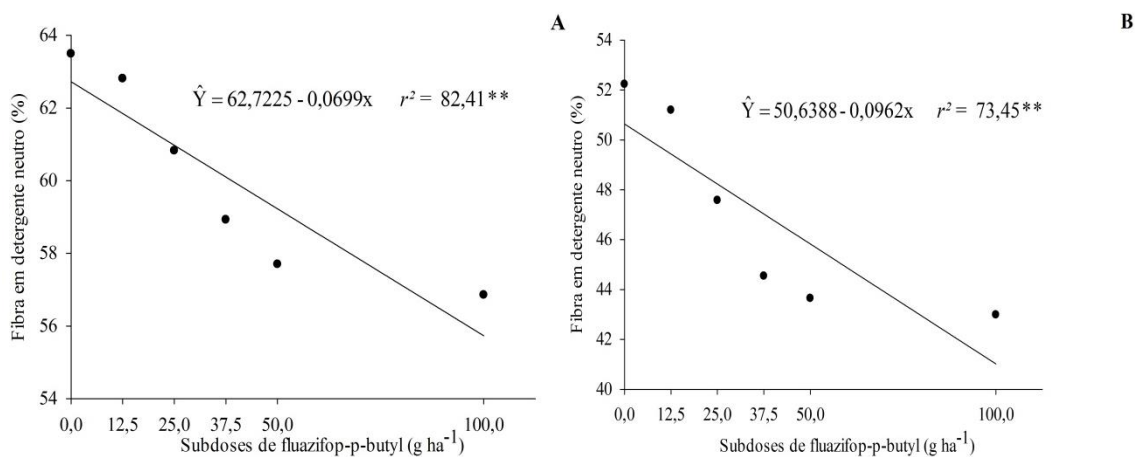 A
64
62
60
58
56
54
Fibra em detergente neutro (%)
Ŷ = 62,7225 - 0,0699x r² = 82,41**
0,0 12,5 25,0 37,5 50,0 100,0
Subdoses de fluazifop-p-butyl (g ha⁻¹)
B
54
52
50
48
46
44
42
40
Fibra em detergente neutro (%)
Ŷ = 50,6388 - 0,0962x r² = 73,45**
0,0 12,5 25,0 37,5 50,0 100,0
Subdoses de fluazifop-p-butyl (g ha⁻¹)